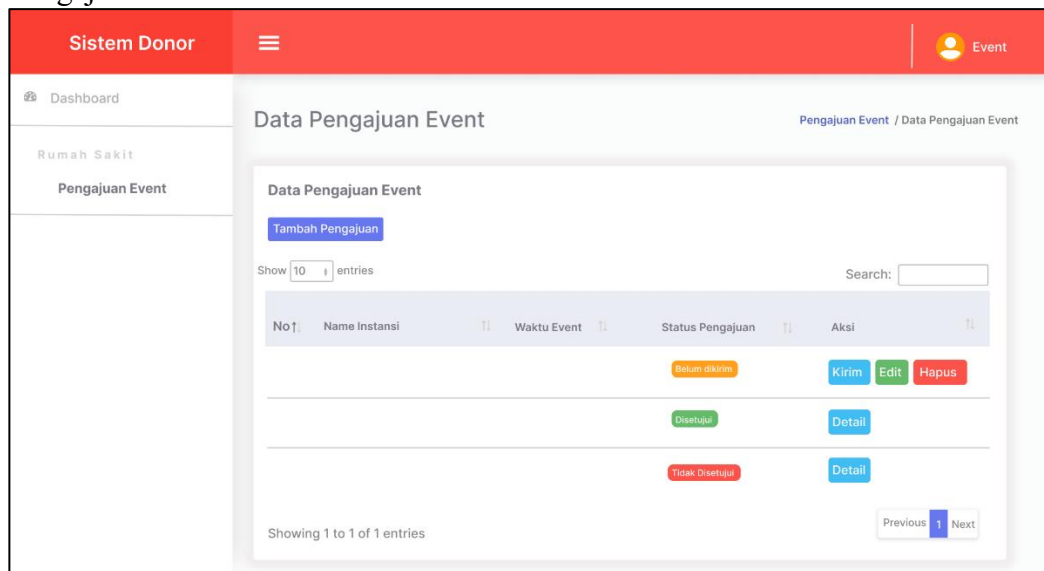 Sistem Donor
Event
Dashboard
Rumah Sakit
Pengajuan Event
Data Pengajuan Event
Pengajuan Event / Data Pengajuan Event
Data Pengajuan Event
Tambah Pengajuan
Show 10 entries
Search:
No Name Instansi Waktu Event Status Pengajuan Aksi
Belum dikirim Kirim Edit Hapus
Disetujui Detail
Tidak Disetujui Detail
Showing 1 to 1 of 1 entries
Previous 1 Next